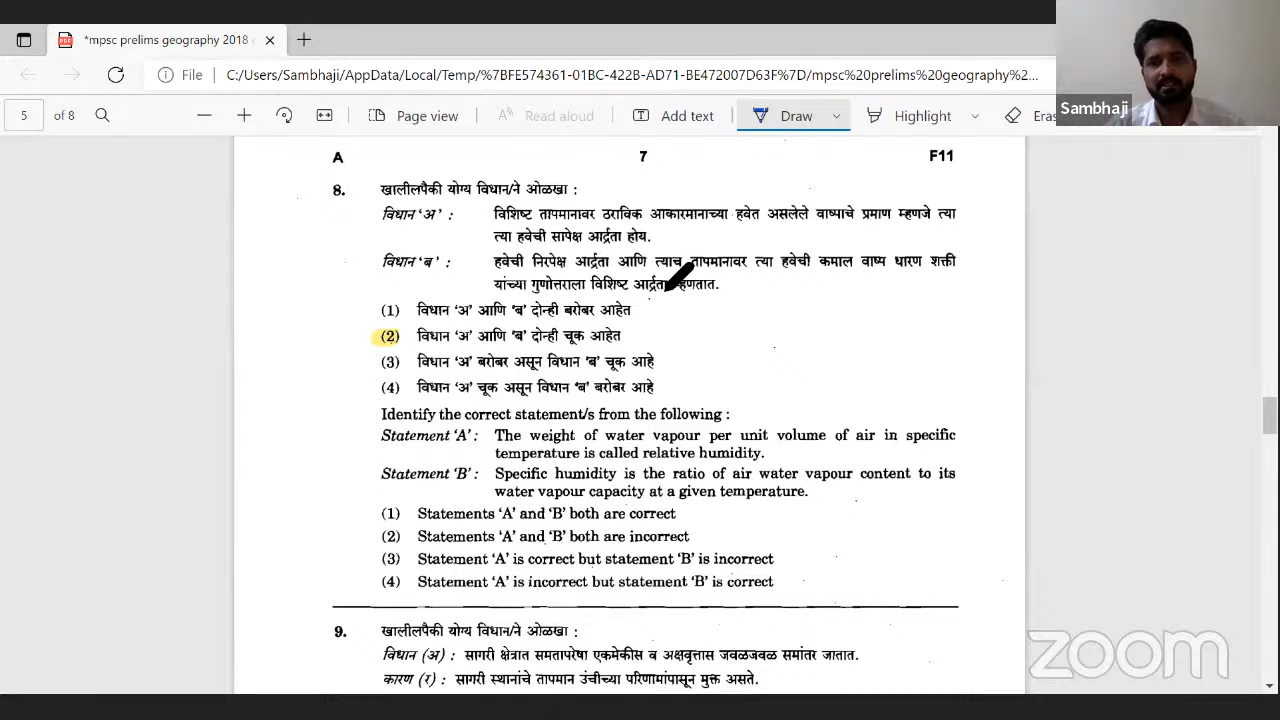 *mpsc prelims geography 2018
File
C:/Users/Sambhaji/AppData/Local/Temp/%7BFE574361-01BC-422B-AD71-BE472007D63F%7D/mpsc%20prelims%20geography%2...
5 of 8
Page view
Read aloud
Add text
Draw
Highlight
Eras
Sambhaji
A 7 F11
8. खालीलपैकी योग्य विधान/ने ओळखा :
विधान ‘अ’ : विशिष्ट तापमानावर ठराविक आकारमानाच्या हवेत असलेले वाष्पाचे प्रमाण म्हणजे त्या
त्या हवेची सापेक्ष आर्द्रता होय.
विधान ‘ब’ : हवेची निरपेक्ष आर्द्रता आणि त्याच तापमानावर त्या हवेची कमाल वाष्प धारण शक्ती
यांच्या गुणोत्तराला विशिष्ट आर्द्रता म्हणतात.
(1) विधान ‘अ’ आणि ‘ब’ दोन्ही बरोबर आहेत
(2) विधान ‘अ’ आणि ‘ब’ दोन्ही चूक आहेत
(3) विधान ‘अ’ बरोबर असून विधान ‘ब’ चूक आहे
(4) विधान ‘अ’ चूक असून विधान ‘ब’ बरोबर आहे
Identify the correct statement/s from the following :
Statement ‘A’ : The weight of water vapour per unit volume of air in specific
temperature is called relative humidity.
Statement ‘B’ : Specific humidity is the ratio of air water vapour content to its
water vapour capacity at a given temperature.
(1) Statements ‘A’ and ‘B’ both are correct
(2) Statements ‘A’ and ‘B’ both are incorrect
(3) Statement ‘A’ is correct but statement ‘B’ is incorrect
(4) Statement ‘A’ is incorrect but statement ‘B’ is correct
9. खालीलपैकी योग्य विधान/ने ओळखा :
विधान (अ) : सागरी क्षेत्रात समतापरेषा एकमेकीस व अक्षवृत्तास जवळजवळ समांतर जातात.
कारण (र) : सागरी स्थानांचे तापमान उंचीच्या परिणामांपासून मुक्त असते.
zoom